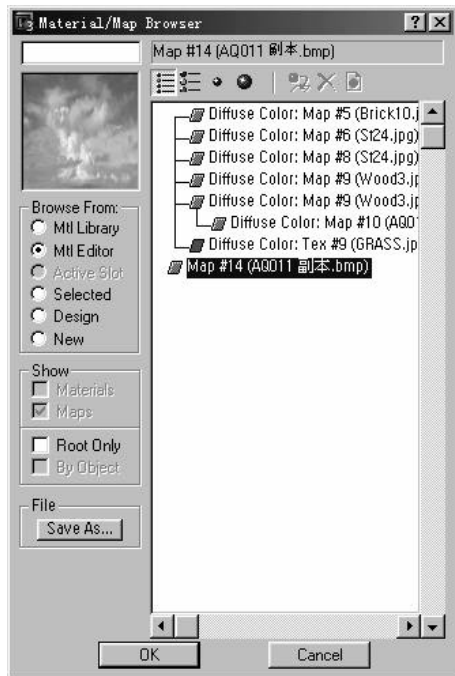 Material/Map Browser
Map #14 (AQ011 副本.bmp)
Diffuse Color: Map #5 (Brick10.j
Diffuse Color: Map #6 (St24.jpg)
Diffuse Color: Map #8 (St24.jpg)
Diffuse Color: Map #9 (Wood3.jp
Diffuse Color: Map #9 (Wood3.jp
Diffuse Color: Map #10 (AQ0
Diffuse Color: Tex #9 (GRASS.jp
Map #14 (AQ011 副本.bmp)
Browse From:
Mtl Library
Mtl Editor
Active Slot
Selected
Design
New
Show
Materials
Maps
Root Only
By Object
File
Save As...
OK
Cancel